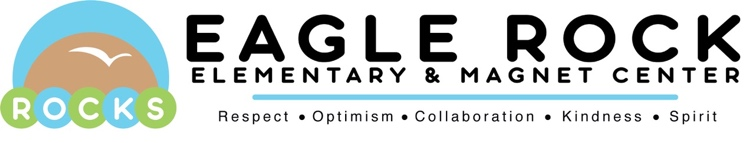 ROCKS
EAGLE ROCK
ELEMENTARY & MAGNET CENTER
Respect • Optimism • Collaboration • Kindness • Spirit